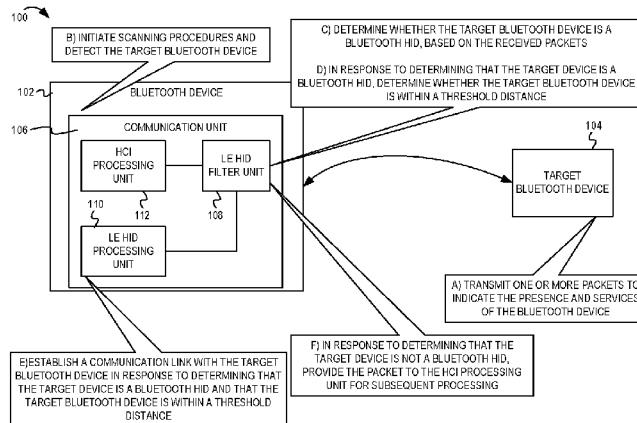 100
B) INITIATE SCANNING PROCEDURES AND
DETECT THE TARGET BLUETOOTH DEVICE
C) DETERMINE WHETHER THE TARGET BLUETOOTH DEVICE IS A
BLUETOOTH HID, BASED ON THE RECEIVED PACKETS
D) IN RESPONSE TO DETERMINING THAT THE TARGET DEVICE IS A
BLUETOOTH HID, DETERMINE WHETHER THE TARGET BLUETOOTH DEVICE
IS WITHIN A THRESHOLD DISTANCE
102
BLUETOOTH DEVICE
106
COMMUNICATION UNIT
HCI
PROCESSING
UNIT
112
LE HID
FILTER UNIT
108
110
LE HID
PROCESSING
UNIT
104
TARGET
BLUETOOTH DEVICE
A) TRANSMIT ONE OR MORE PACKETS TO
INDICATE THE PRESENCE AND SERVICES
OF THE BLUETOOTH DEVICE
E)ESTABLISH A COMMUNICATION LINK WITH THE TARGET
BLUETOOTH DEVICE IN RESPONSE TO DETERMINING THAT
THE TARGET DEVICE IS A BLUETOOTH HID AND THAT THE
TARGET BLUETOOTH DEVICE IS WITHIN A THRESHOLD
DISTANCE
F) IN RESPONSE TO DETERMINING THAT THE
TARGET DEVICE IS NOT A BLUETOOTH HID,
PROVIDE THE PACKET TO THE HCI PROCESSING
UNIT FOR SUBSEQUENT PROCESSING